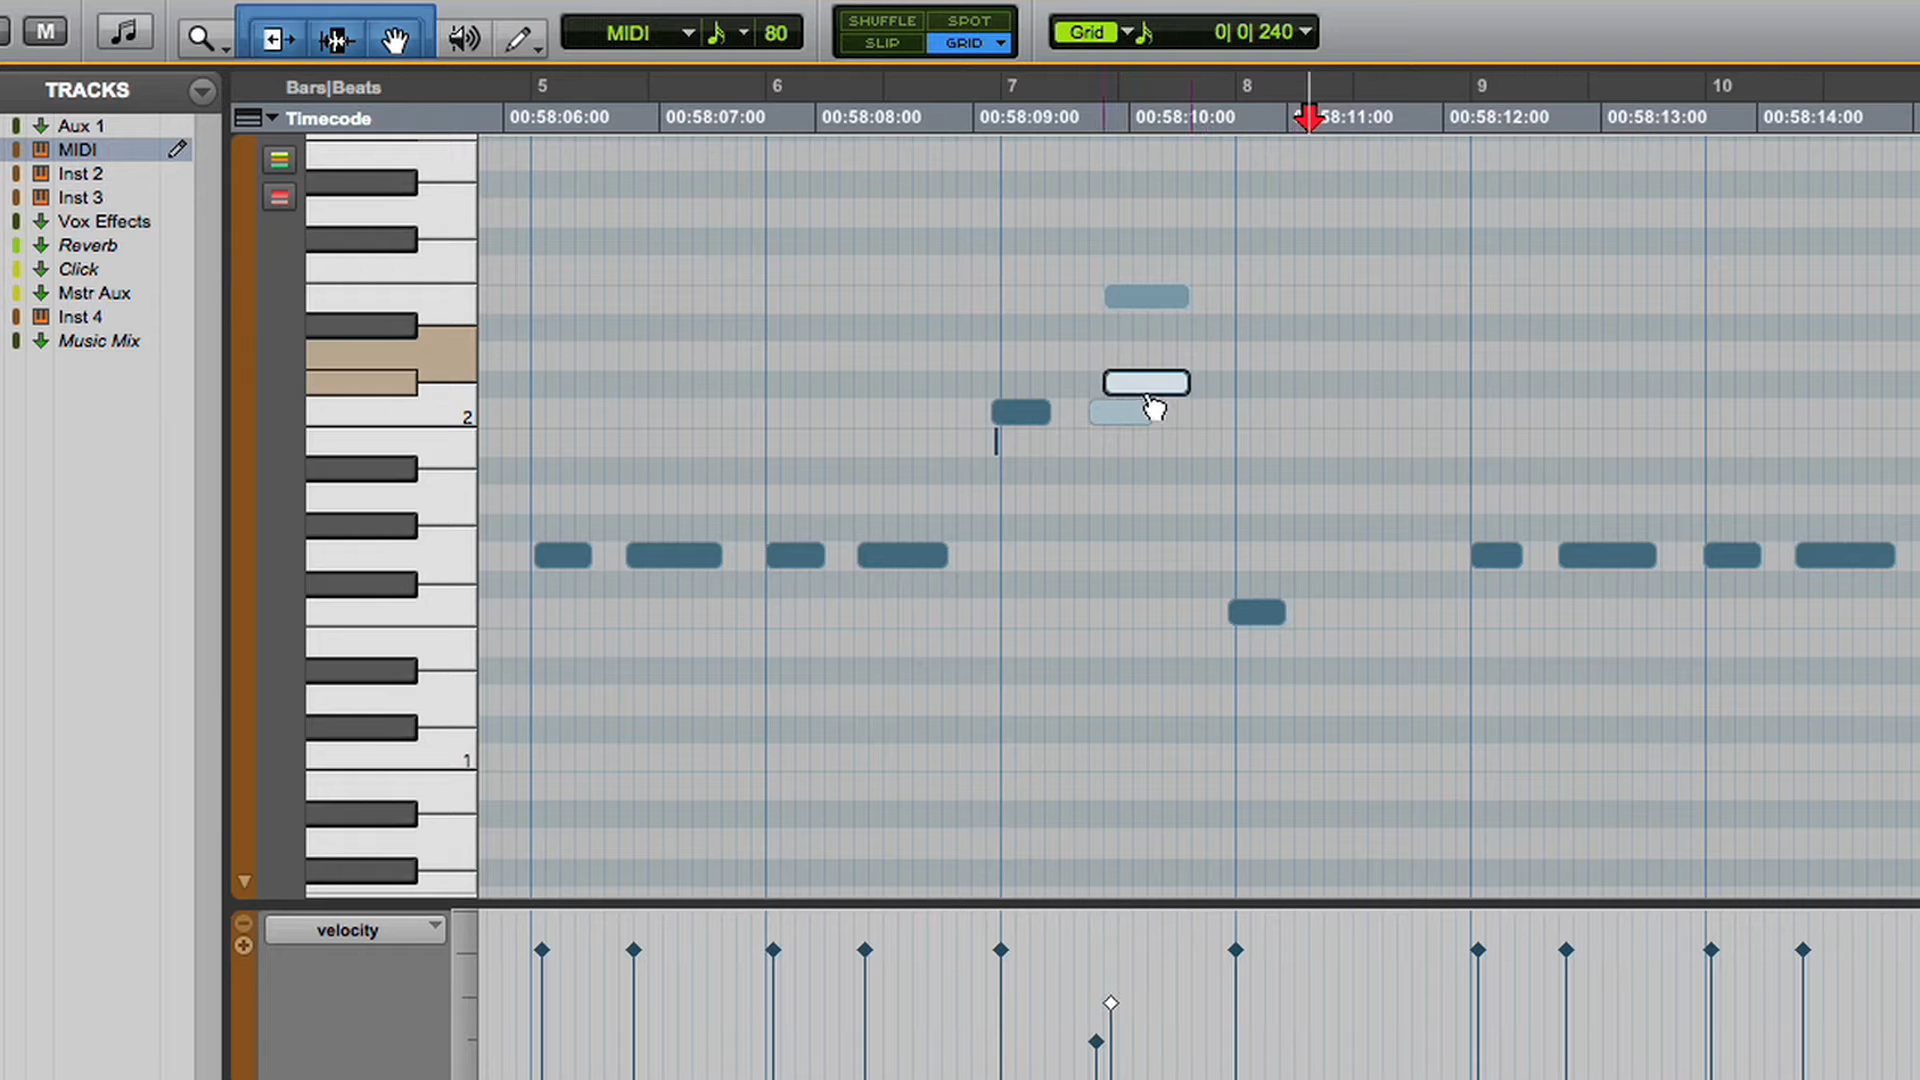 M
MIDI
80
SHUFFLE SPOT
SLIP GRID
Grid
0| 0| 240
TRACKS
Aux 1
MIDI
Inst 2
Inst 3
Vox Effects
Reverb
Click
Mstr Aux
Inst 4
Music Mix
Bars|Beats
5 6 7 8 9 10
Timecode
00:58:06:00 00:58:07:00 00:58:08:00 00:58:09:00 00:58:10:00 58:11:00 00:58:12:00 00:58:13:00 00:58:14:00
2
1
velocity